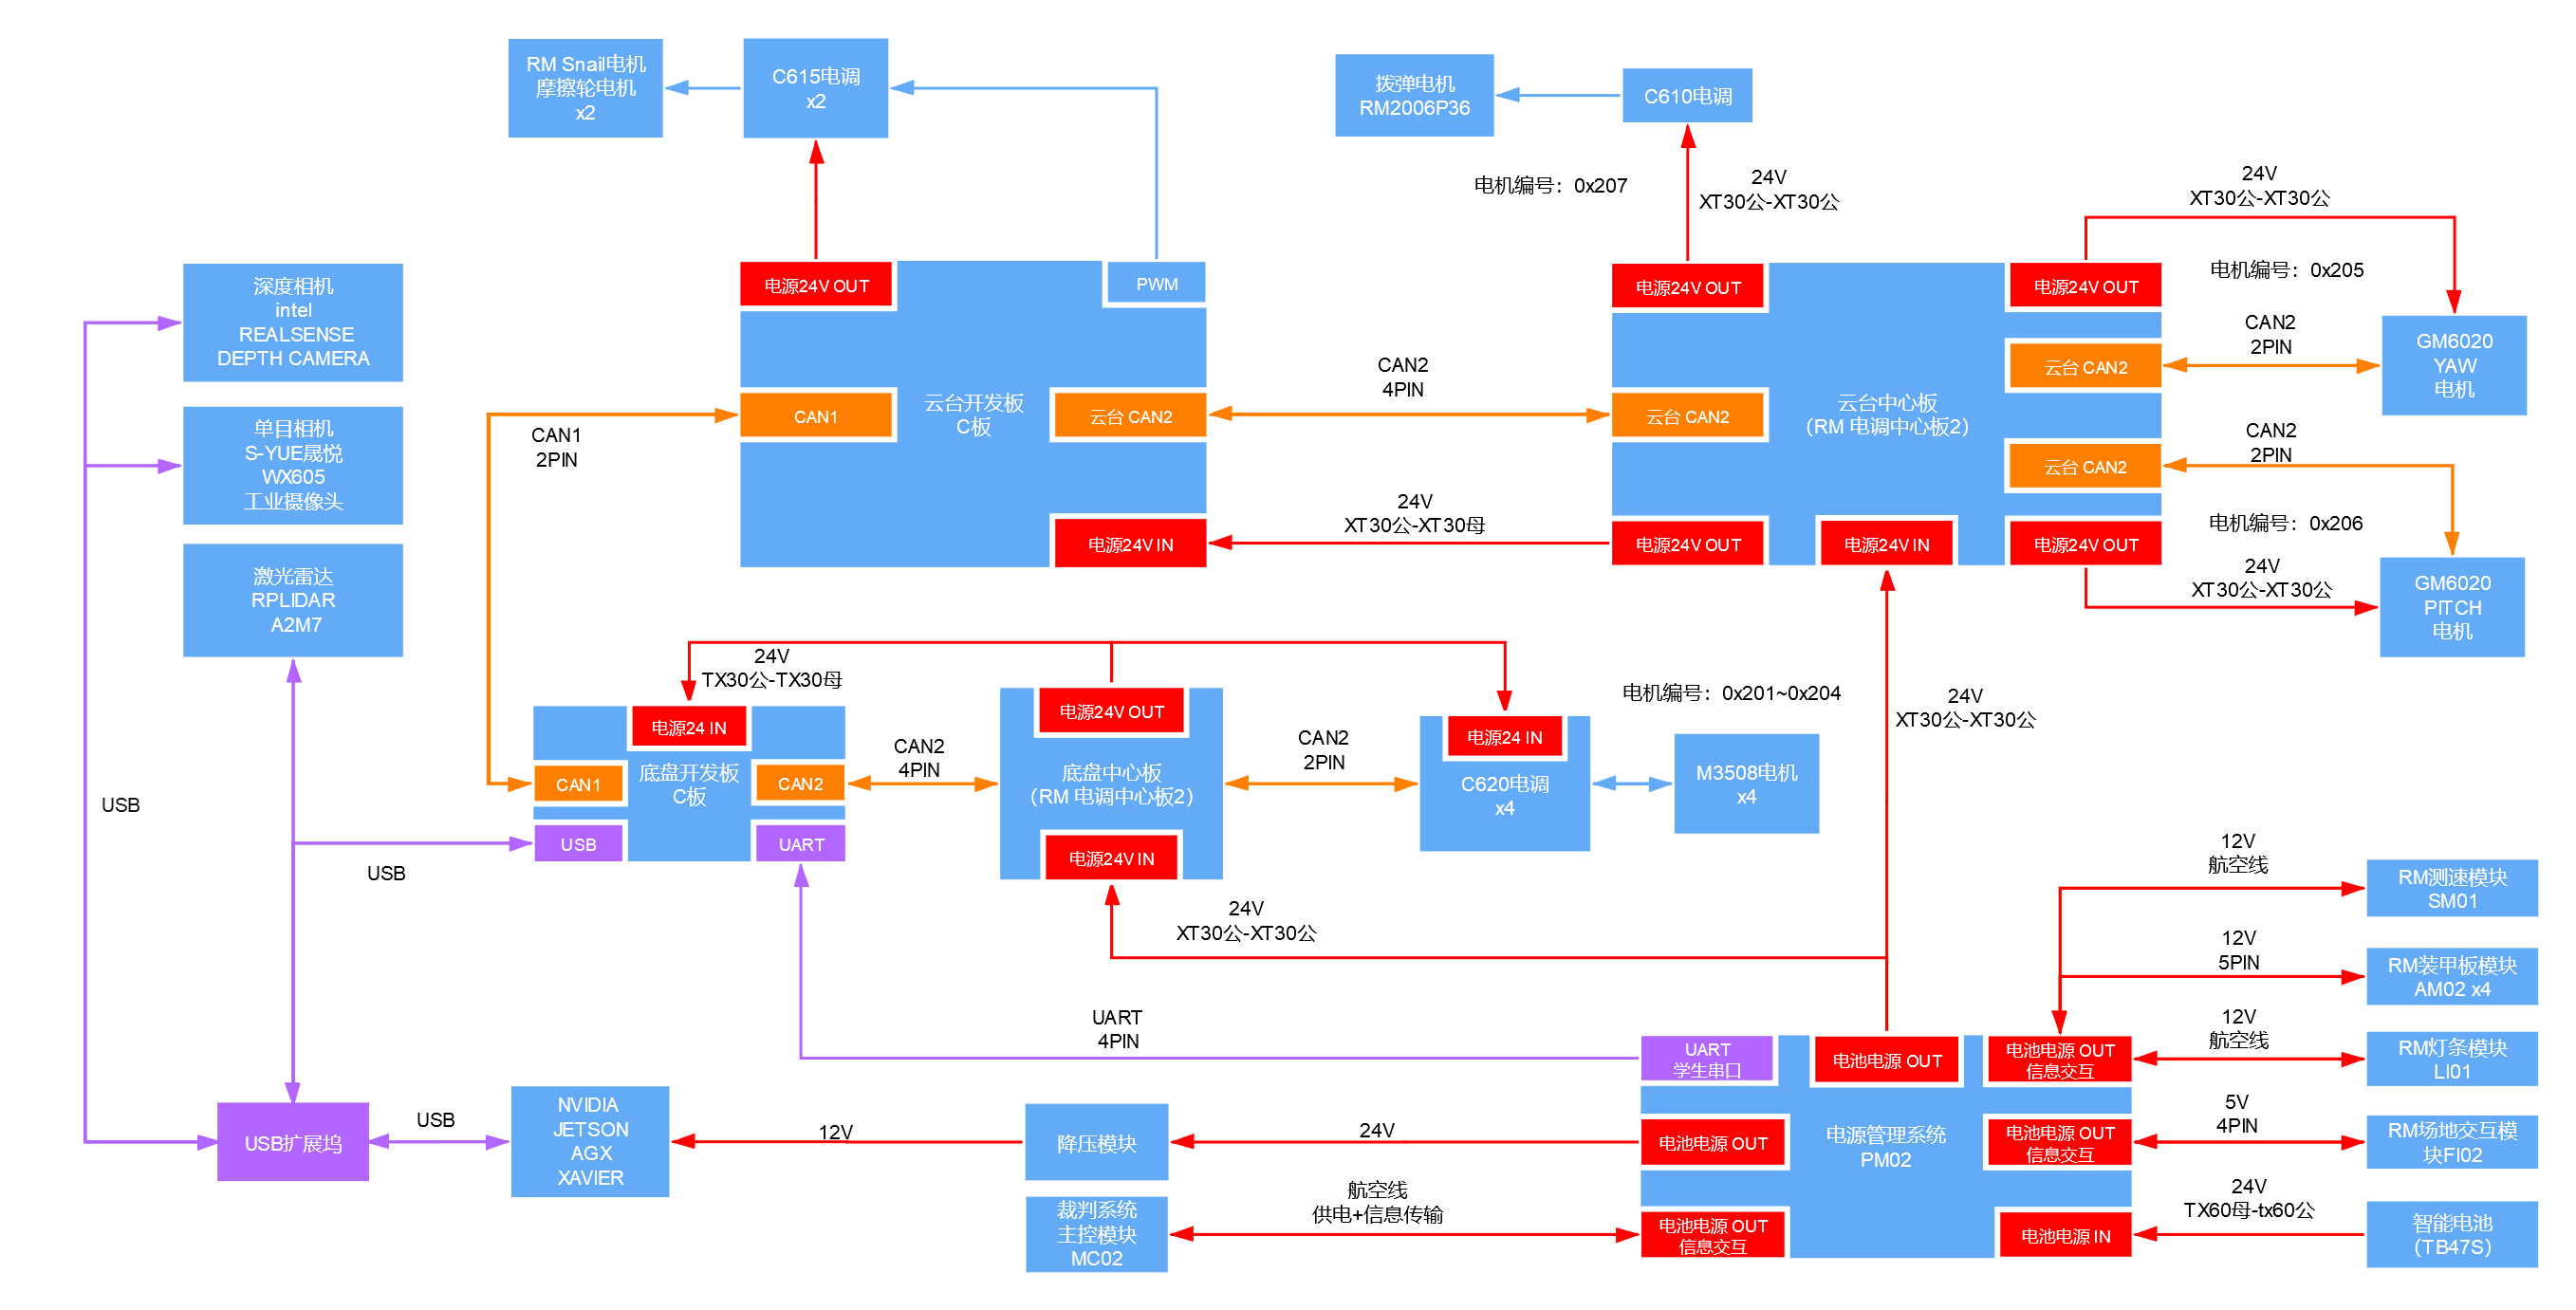 RM Snail电机
摩擦轮电机
x2
C615电调
x2
拨弹电机
RM2006P36
C610电调
电机编号：0x207
24V
XT30公-XT30公
24V
XT30公-XT30公
电机编号：0x205
深度相机
intel
REALSENSE
DEPTH CAMERA
电源24V OUT
PWM
电源24V OUT
电源24V OUT
CAN2
2PIN
GM6020
YAW
电机
云台 CAN2
CAN2
4PIN
单目相机
S-YUE晟悦
WX605
工业摄像头
CAN1
2PIN
CAN1
云台开发板
C板
云台 CAN2
云台 CAN2
云台中心板
（RM 电调中心板2）
云台 CAN2
CAN2
2PIN
24V
XT30公-XT30母
电机编号：0x206
电源24V IN
电源24V OUT
电源24V IN
电源24V OUT
24V
XT30公-XT30公
GM6020
PITCH
电机
激光雷达
RPLIDAR
A2M7
24V
TX30公-TX30母
电源24 IN
电源24V OUT
电源24 IN
电机编号：0x201~0x204
24V
XT30公-XT30公
CAN1
底盘开发板
C板
CAN2
CAN2
4PIN
底盘中心板
（RM 电调中心板2）
CAN2
2PIN
C620电调
x4
M3508电机
x4
USB
USB
USB
UART
电源24V IN
24V
XT30公-XT30公
12V
航空线
RM测速模块
SM01
12V
5PIN
RM装甲板模块
AM02 x4
UART
4PIN
UART
学生串口
电池电源 OUT
电池电源 OUT
信息交互
12V
航空线
RM灯条模块
LI01
USB扩展坞
USB
NVIDIA
JETSON
AGX
XAVIER
12V
降压模块
24V
电池电源 OUT
电源管理系统
PM02
电池电源 OUT
信息交互
5V
4PIN
RM场地交互模
块FI02
裁判系统
主控模块
MC02
航空线
供电+信息传输
电池电源 OUT
信息交互
电池电源 IN
24V
TX60母-tx60公
智能电池
（TB47S）